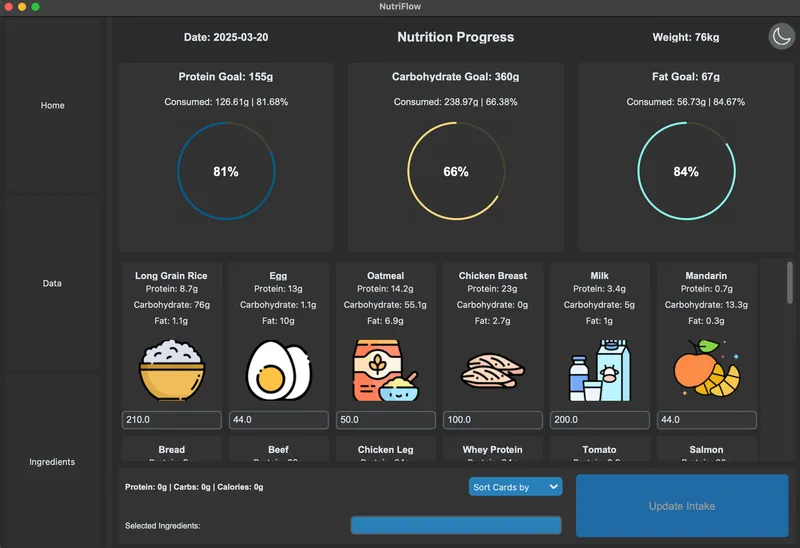 NutriFlow
Date: 2025-03-20
Nutrition Progress
Weight: 76kg
Home
Data
Ingredients
Protein Goal: 155g
Consumed: 126.61g | 81.68%
81%
Carbohydrate Goal: 360g
Consumed: 238.97g | 66.38%
66%
Fat Goal: 67g
Consumed: 56.73g | 84.67%
84%
Long Grain Rice
Protein: 8.7g
Carbohydrate: 76g
Fat: 1.1g
210.0
Egg
Protein: 13g
Carbohydrate: 1.1g
Fat: 10g
44.0
Oatmeal
Protein: 14.2g
Carbohydrate: 55.1g
Fat: 6.9g
50.0
Chicken Breast
Protein: 23g
Carbohydrate: 0g
Fat: 2.7g
100.0
Milk
Protein: 3.4g
Carbohydrate: 5g
Fat: 1g
200.0
Mandarin
Protein: 0.7g
Carbohydrate: 13.3g
Fat: 0.3g
44.0
Bread
Beef
Chicken Leg
Whey Protein
Tomato
Salmon
Protein: 0g | Carbs: 0g | Calories: 0g
Sort Cards by
Selected Ingredients:
Update Intake